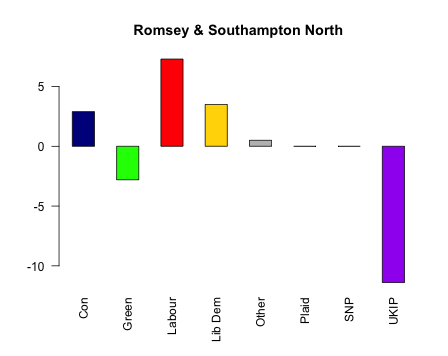 Romsey & Southampton North
5
0
-5
-10
Con
Green
Labour
Lib Dem
Other
Plaid
SNP
UKIP